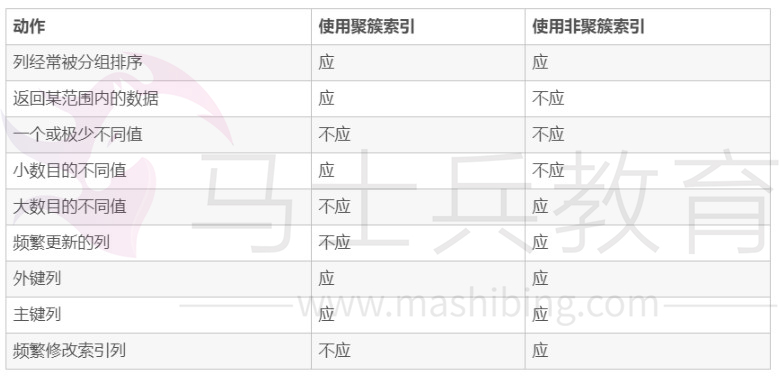 动作 使用聚簇索引 使用非聚簇索引
列经常被分组排序 应 应
返回某范围内的数据 应 不应
一个或极少不同值 不应 不应
小数目的不同值 应 不应
大数目的不同值 不应 应
频繁更新的列 不应 应
外键列 应 应
主键列 应 应
频繁修改索引列 不应 应
马士兵教育
www.mashibing.com